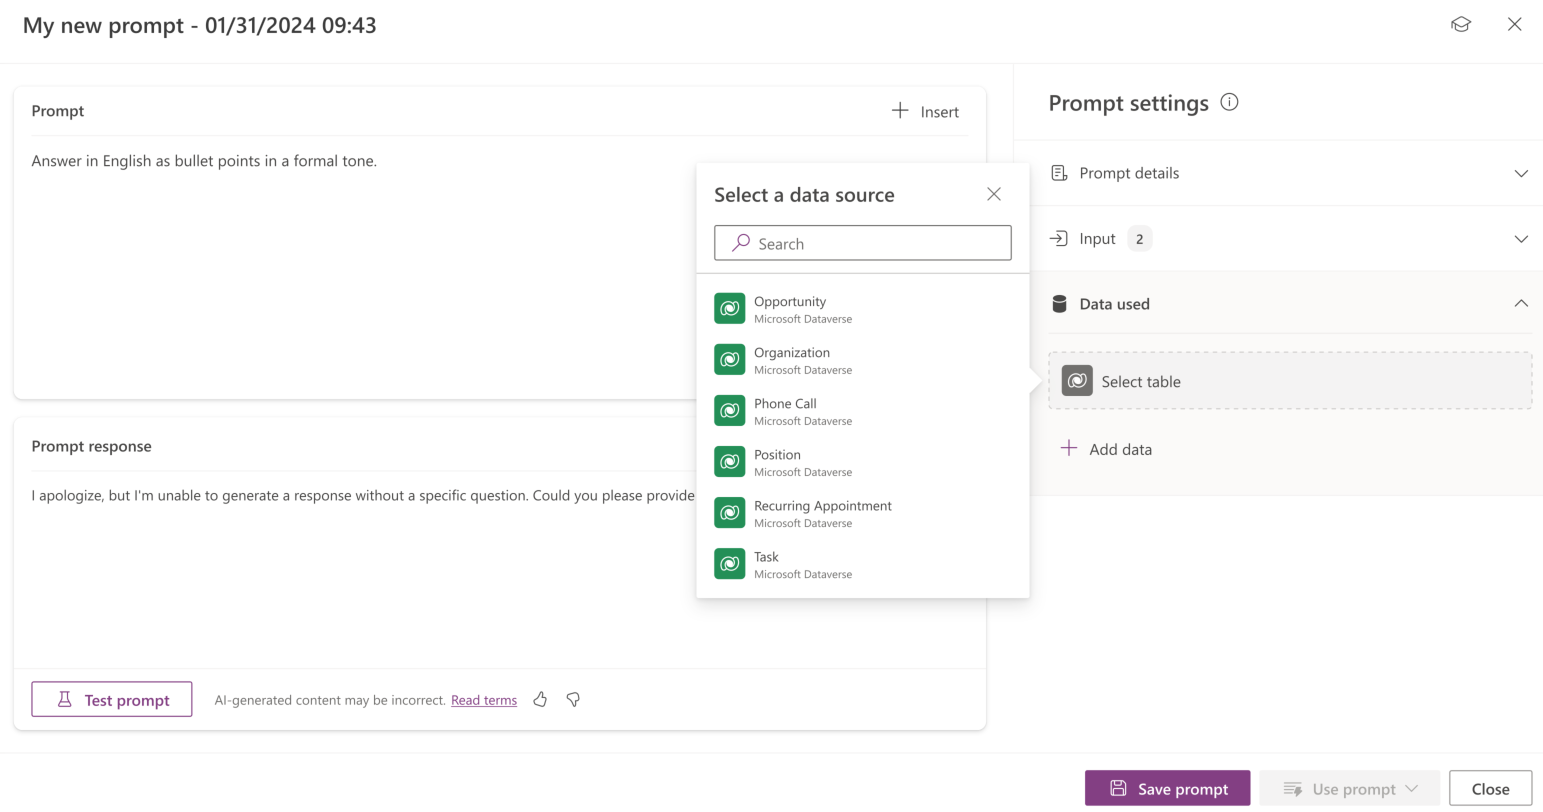 My new prompt - 01/31/2024 09:43
Prompt
Insert
Answer in English as bullet points in a formal tone.
Prompt response
I apologize, but I'm unable to generate a response without a specific question. Could you please provide
Test prompt
AI-generated content may be incorrect. Read terms
Select a data source
Search
Opportunity
Microsoft Dataverse
Organization
Microsoft Dataverse
Phone Call
Microsoft Dataverse
Position
Microsoft Dataverse
Recurring Appointment
Microsoft Dataverse
Task
Microsoft Dataverse
Prompt settings
Prompt details
Input 2
Data used
Select table
Add data
Save prompt
Use prompt
Close